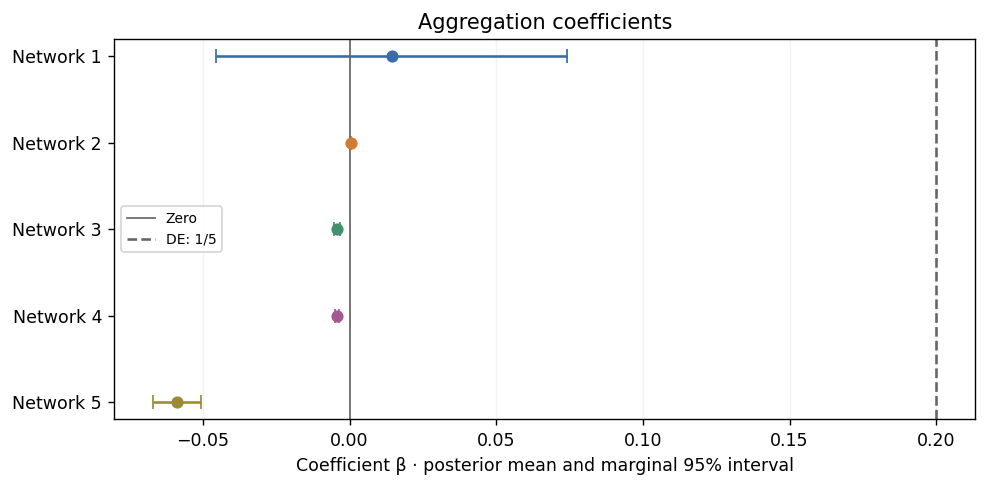 Aggregation coefficients
Network 1
Network 2
Network 3
Network 4
Network 5
Zero
DE: 1/5
−0.05
0.00
0.05
0.10
0.15
0.20
Coefficient β · posterior mean and marginal 95% interval